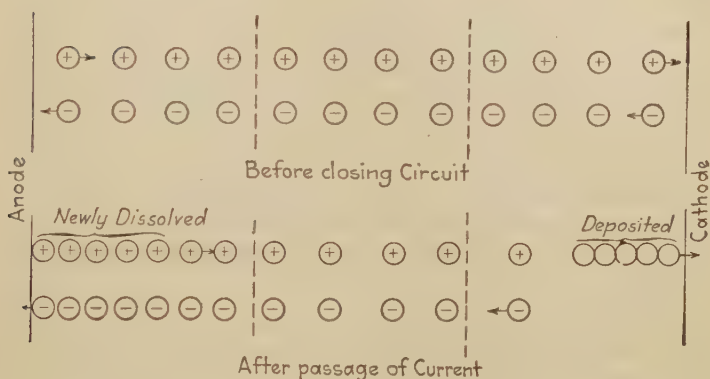 Before closing Circuit
Anode
Cathode
Newly Dissolved
Deposited
After passage of Current